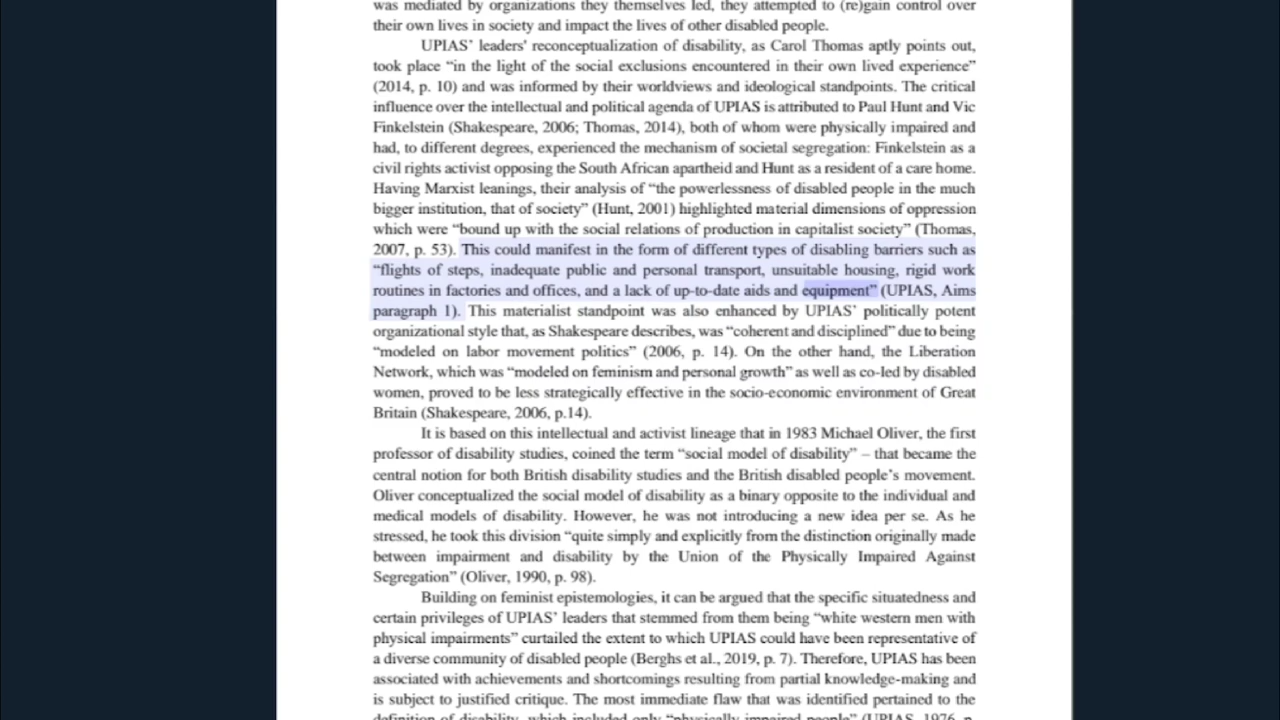 was mediated by organizations they themselves led, they attempted to (re)gain control over
their own lives in society and impact the lives of other disabled people.
UPIAS’ leaders' reconceptualization of disability, as Carol Thomas aptly points out,
took place “in the light of the social exclusions encountered in their own lived experience”
(2014, p. 10) and was informed by their worldviews and ideological standpoints. The critical
influence over the intellectual and political agenda of UPIAS is attributed to Paul Hunt and Vic
Finkelstein (Shakespeare, 2006; Thomas, 2014), both of whom were physically impaired and
had, to different degrees, experienced the mechanism of societal segregation: Finkelstein as a
civil rights activist opposing the South African apartheid and Hunt as a resident of a care home.
Having Marxist leanings, their analysis of “the powerlessness of disabled people in the much
bigger institution, that of society” (Hunt, 2001) highlighted material dimensions of oppression
which were “bound up with the social relations of production in capitalist society” (Thomas,
2007, p. 53). This could manifest in the form of different types of disabling barriers such as
“flights of steps, inadequate public and personal transport, unsuitable housing, rigid work
routines in factories and offices, and a lack of up-to-date aids and equipment” (UPIAS, Aims
paragraph 1). This materialist standpoint was also enhanced by UPIAS’ politically potent
organizational style that, as Shakespeare describes, was “coherent and disciplined” due to being
“modeled on labor movement politics” (2006, p. 14). On the other hand, the Liberation
Network, which was “modeled on feminism and personal growth” as well as co-led by disabled
women, proved to be less strategically effective in the socio-economic environment of Great
Britain (Shakespeare, 2006, p.14).
It is based on this intellectual and activist lineage that in 1983 Michael Oliver, the first
professor of disability studies, coined the term “social model of disability” – that became the
central notion for both British disability studies and the British disabled people’s movement.
Oliver conceptualized the social model of disability as a binary opposite to the individual and
medical models of disability. However, he was not introducing a new idea per se. As he
stressed, he took this division “quite simply and explicitly from the distinction originally made
between impairment and disability by the Union of the Physically Impaired Against
Segregation” (Oliver, 1990, p. 98).
Building on feminist epistemologies, it can be argued that the specific situatedness and
certain privileges of UPIAS’ leaders that stemmed from them being “white western men with
physical impairments” curtailed the extent to which UPIAS could have been representative of
a diverse community of disabled people (Berghs et al., 2019, p. 7). Therefore, UPIAS has been
associated with achievements and shortcomings resulting from partial knowledge-making and
is subject to justified critique. The most immediate flaw that was identified pertained to the
definition of disability, which included only “physically impaired people” (UPIAS, 1976, p.